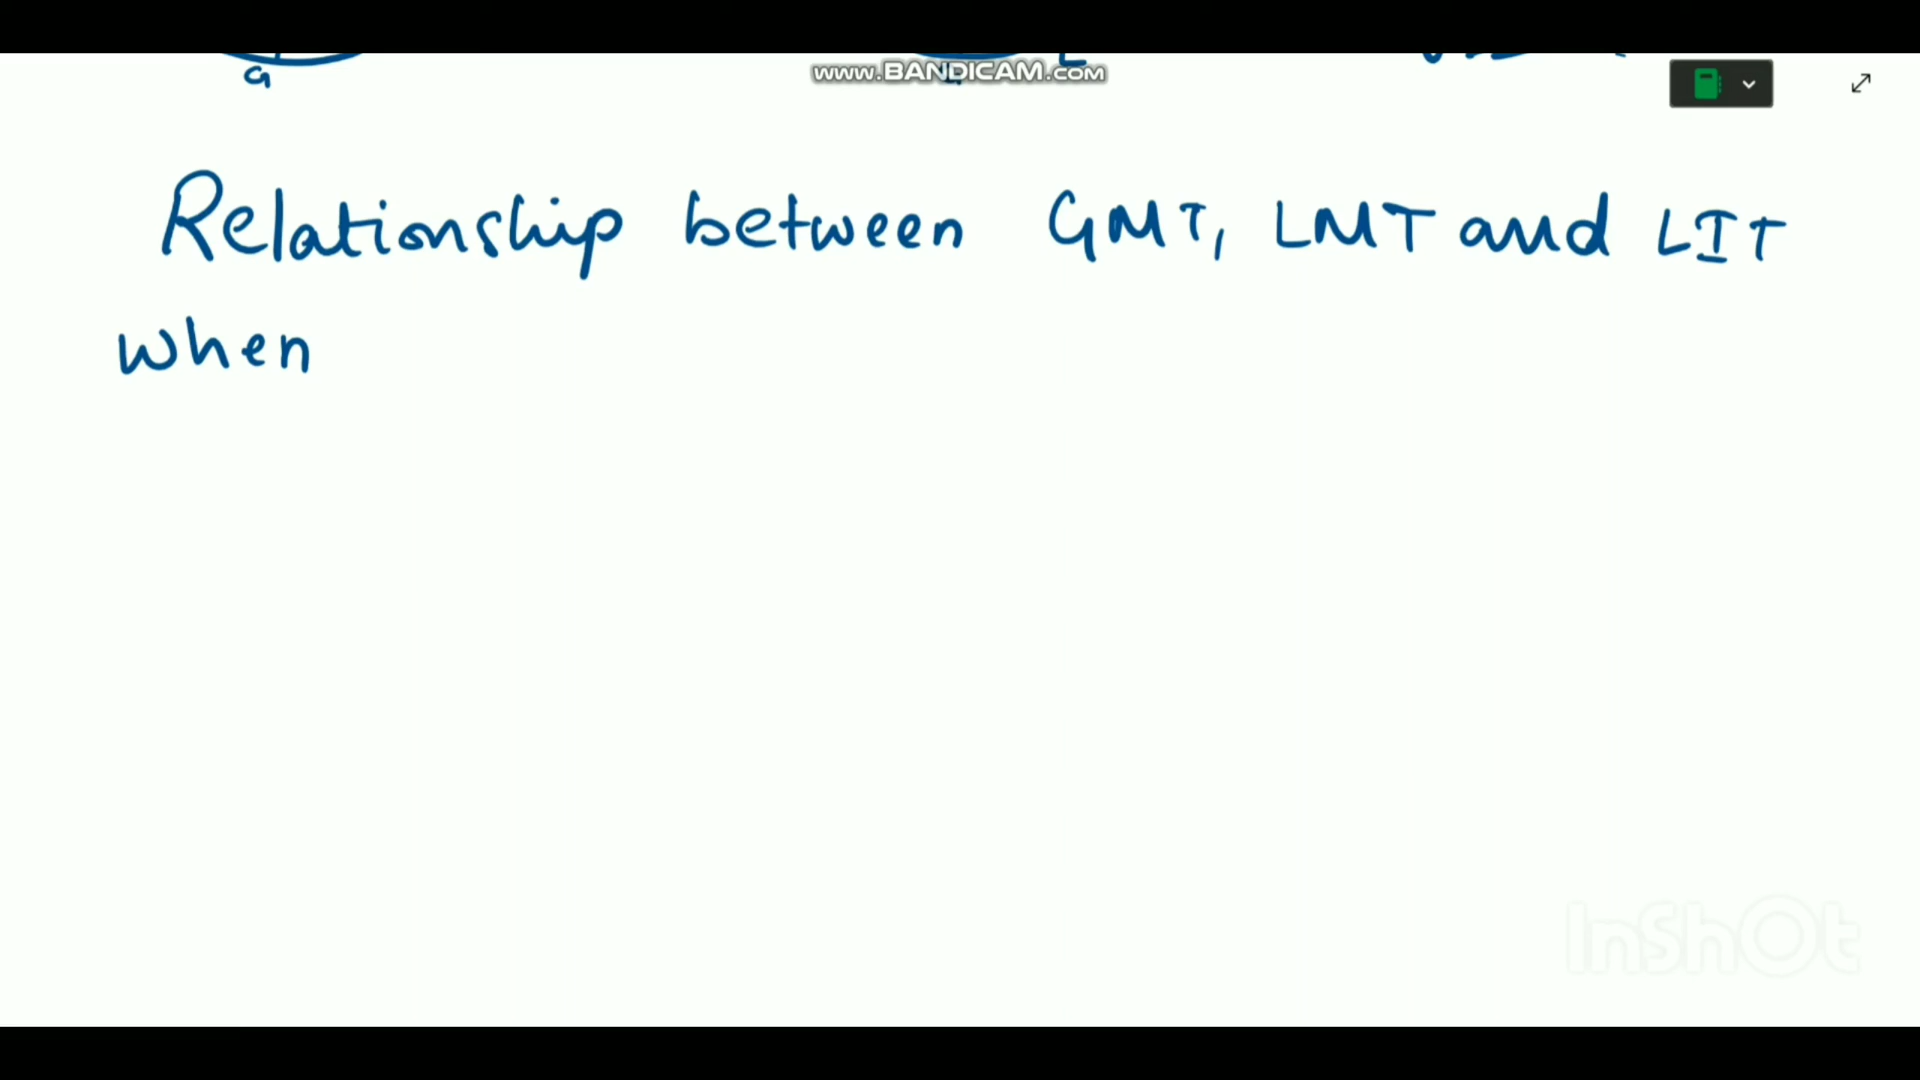 G
www.BANDICAM.com
Relationship between GMT, LMT and LIT
when
InShOt